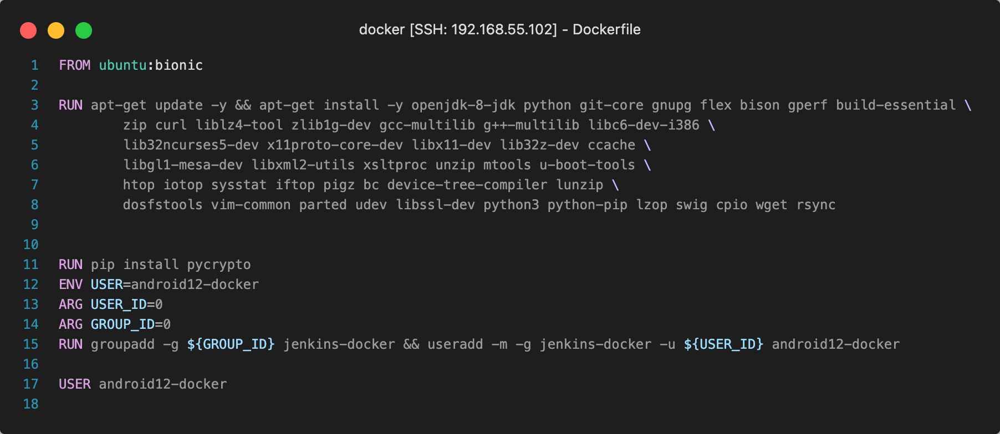 docker [SSH: 192.168.55.102] - Dockerfile
1 FROM ubuntu:bionic
2
3 RUN apt-get update -y && apt-get install -y openjdk-8-jdk python git-core gnupg flex bison gperf build-essential \
4         zip curl liblz4-tool zlib1g-dev gcc-multilib g++-multilib libc6-dev-i386 \
5         lib32ncurses5-dev x11proto-core-dev libx11-dev lib32z-dev ccache \
6         libgl1-mesa-dev libxml2-utils xsltproc unzip mtools u-boot-tools \
7         htop iotop sysstat iftop pigz bc device-tree-compiler lunzip \
8         dosfstools vim-common parted udev libssl-dev python3 python-pip lzop swig cpio wget rsync
9
10
11 RUN pip install pycrypto
12 ENV USER=android12-docker
13 ARG USER_ID=0
14 ARG GROUP_ID=0
15 RUN groupadd -g ${GROUP_ID} jenkins-docker && useradd -m -g jenkins-docker -u ${USER_ID} android12-docker
16
17 USER android12-docker
18